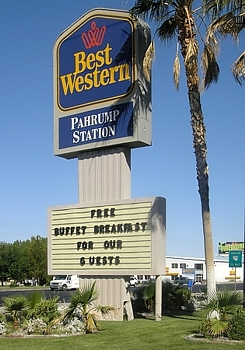 Best
Western
PAHRUMP
STATION
FREE
BUFFET BREAKFAST
FOR OUR
GUESTS